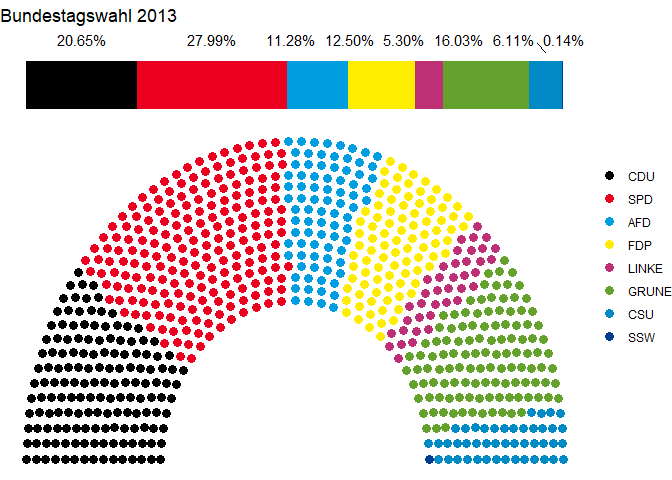 Bundestagswahl 2013
20.65% 27.99% 11.28% 12.50% 5.30% 16.03% 6.11% 0.14%
CDU
SPD
AFD
FDP
LINKE
GRUNE
CSU
SSW